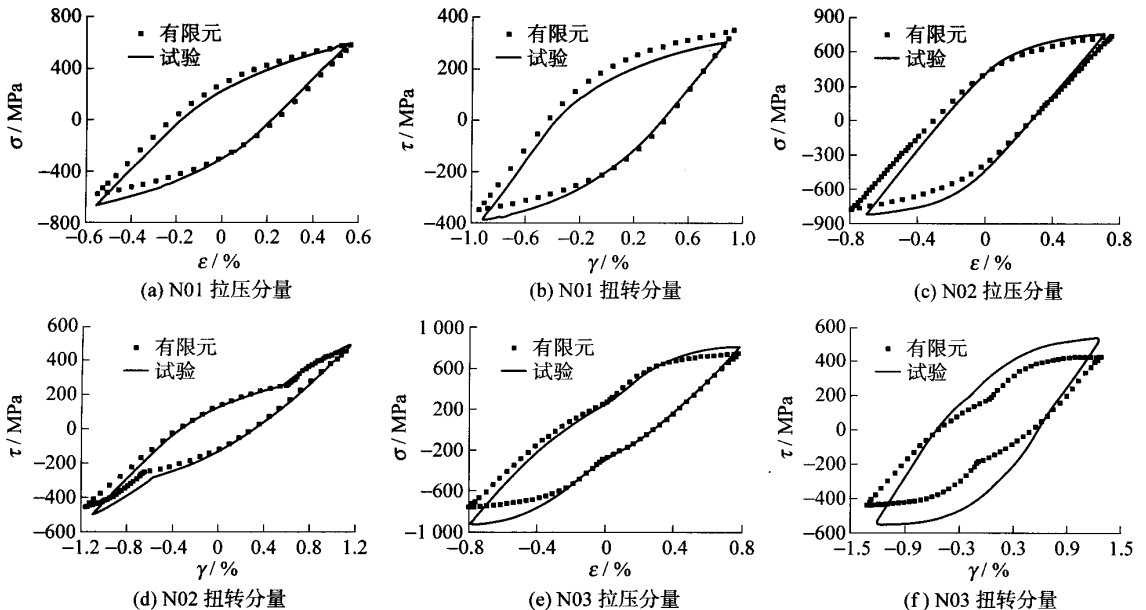 800
400
0
−400
−800
σ / MPa
有限元
试验
−0.6 −0.4 −0.2 0 0.2 0.4 0.6
ε / %
(a) N01 拉压分量
400
200
0
200
−400
τ / MPa
有限元
试验
−1.0 −0.6 −0.2 0.2 0.6 1.0
γ / %
(b) N01 扭转分量
900
600
300
0
−300
−600
−900
σ / MPa
有限元
试验
−0.8 −0.4 0 0.4 0.8
ε / %
(c) N02 拉压分量
600
400
200
0
−200
−400
−600
τ / MPa
有限元
试验
−1.2 −0.8 −0.4 0 0.4 0.8 1.2
γ / %
(d) N02 扭转分量
1 000
600
200
−200
−600
−1 000
σ / MPa
有限元
试验
−0.8 −0.4 0 0.4 0.8
ε / %
(e) N03 拉压分量
600
400
200
0
−200
−400
−600
τ / MPa
有限元
试验
−1.5 −0.9 −0.3 0.3 0.9 1.5
γ / %
(f) N03 扭转分量